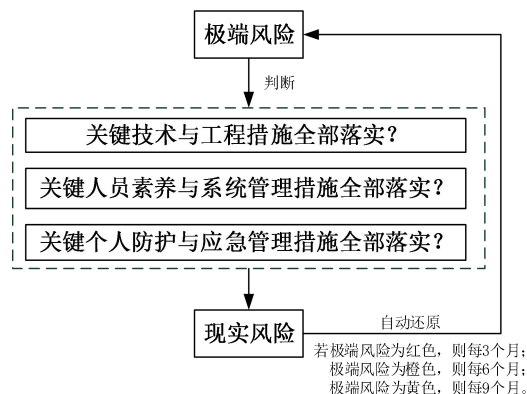 极端风险
判断
关键技术与工程措施全部落实？
关键人员素养与系统管理措施全部落实？
关键个人防护与应急管理措施全部落实？
现实风险
自动还原
若极端风险为红色，则每3个月；
极端风险为橙色，则每6个月；
极端风险为黄色，则每9个月。